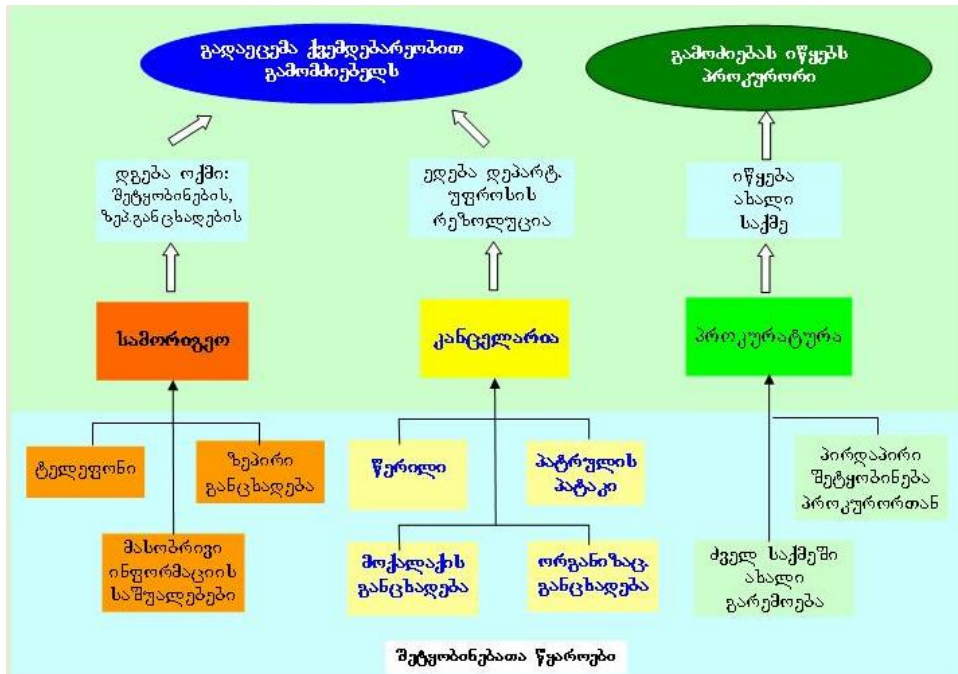 გადაეცემა ქვემდებარეობით
გამომძიებელს
გამოძიებას იწყებს
პროკურორი
დგება ოქმი:
შეტყობინების,
ზეპ.განცხადების
ედება დეპარტ.
უფროსის
რეზოლუცია
იწყება
ახალი
საქმე
სამორიგეო
კანცელარია
პროკურატურა
ტელეფონი
ზეპირი
განცხადება
წერილი
პატრულის
პატაკი
პირდაპირი
შეტყობინება
პროკურორთან
მასობრივი
ინფორმაციის
საშუალებები
მოქალაქის
განცხადება
ორგანიზაც.
განცხადება
ძველ საქმეში
ახალი
გარემოება
შეტყობინებათა წყაროები